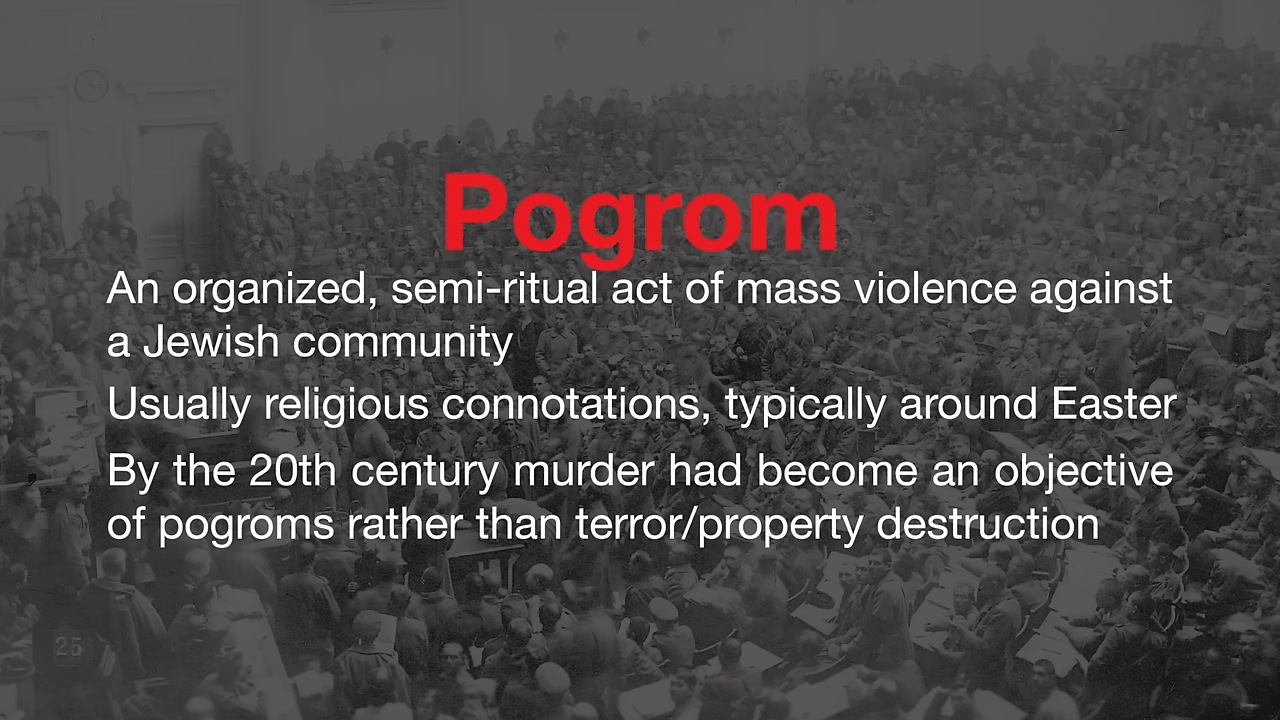 Pogrom
An organized, semi-ritual act of mass violence against
a Jewish community
Usually religious connotations, typically around Easter
By the 20th century murder had become an objective
of pogroms rather than terror/property destruction
25